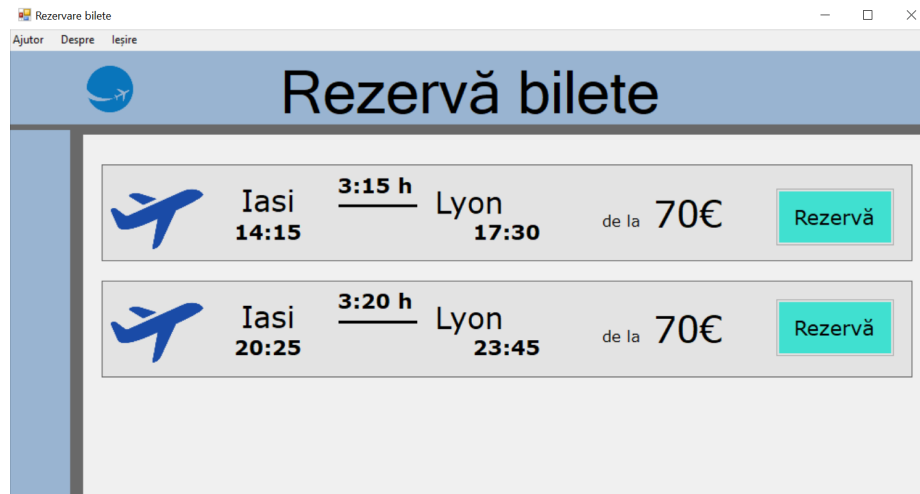 Rezervare bilete
Ajutor Despre Ieșire
Rezervă bilete
Iasi 3:15 h Lyon
14:15 17:30 de la 70€ Rezervă
Iasi 3:20 h Lyon
20:25 23:45 de la 70€ Rezervă